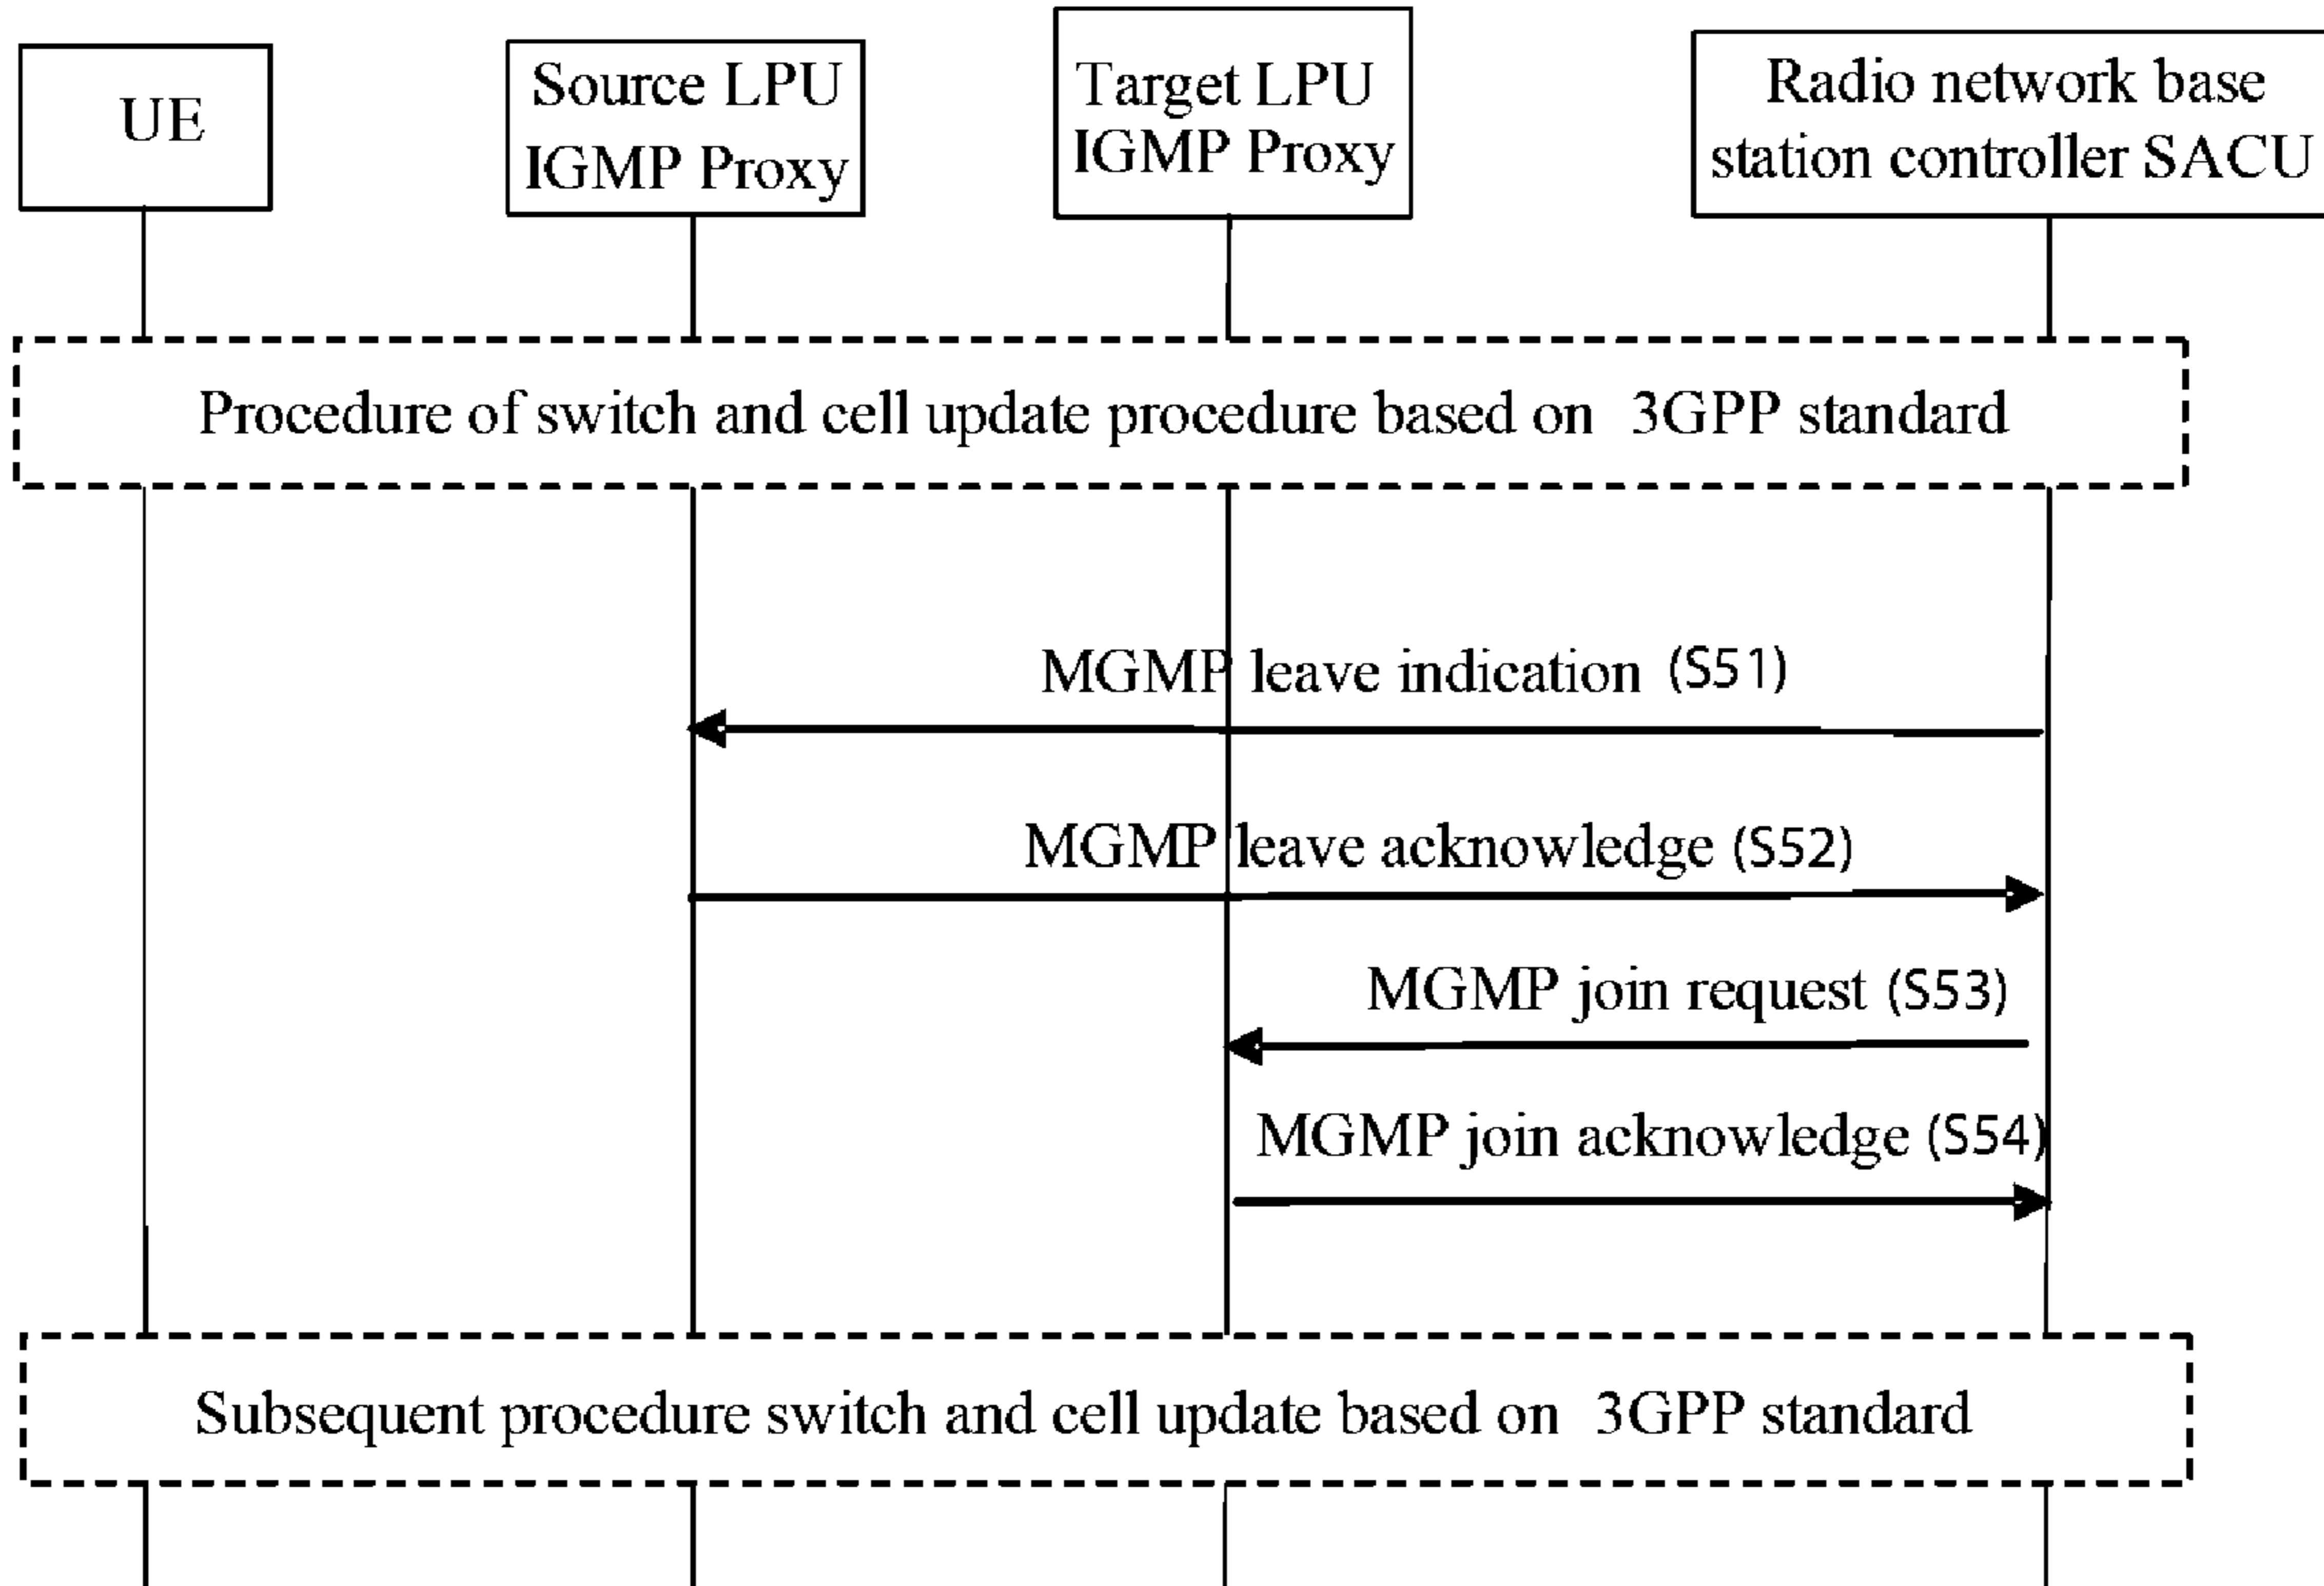 UE
Source LPU
IGMP Proxy
Target LPU
IGMP Proxy
Radio network base
station controller SACU
Procedure of switch and cell update procedure based on 3GPP standard
MGMP leave indication (S51)
MGMP leave acknowledge (S52)
MGMP join request (S53)
MGMP join acknowledge (S54)
Subsequent procedure switch and cell update based on 3GPP standard